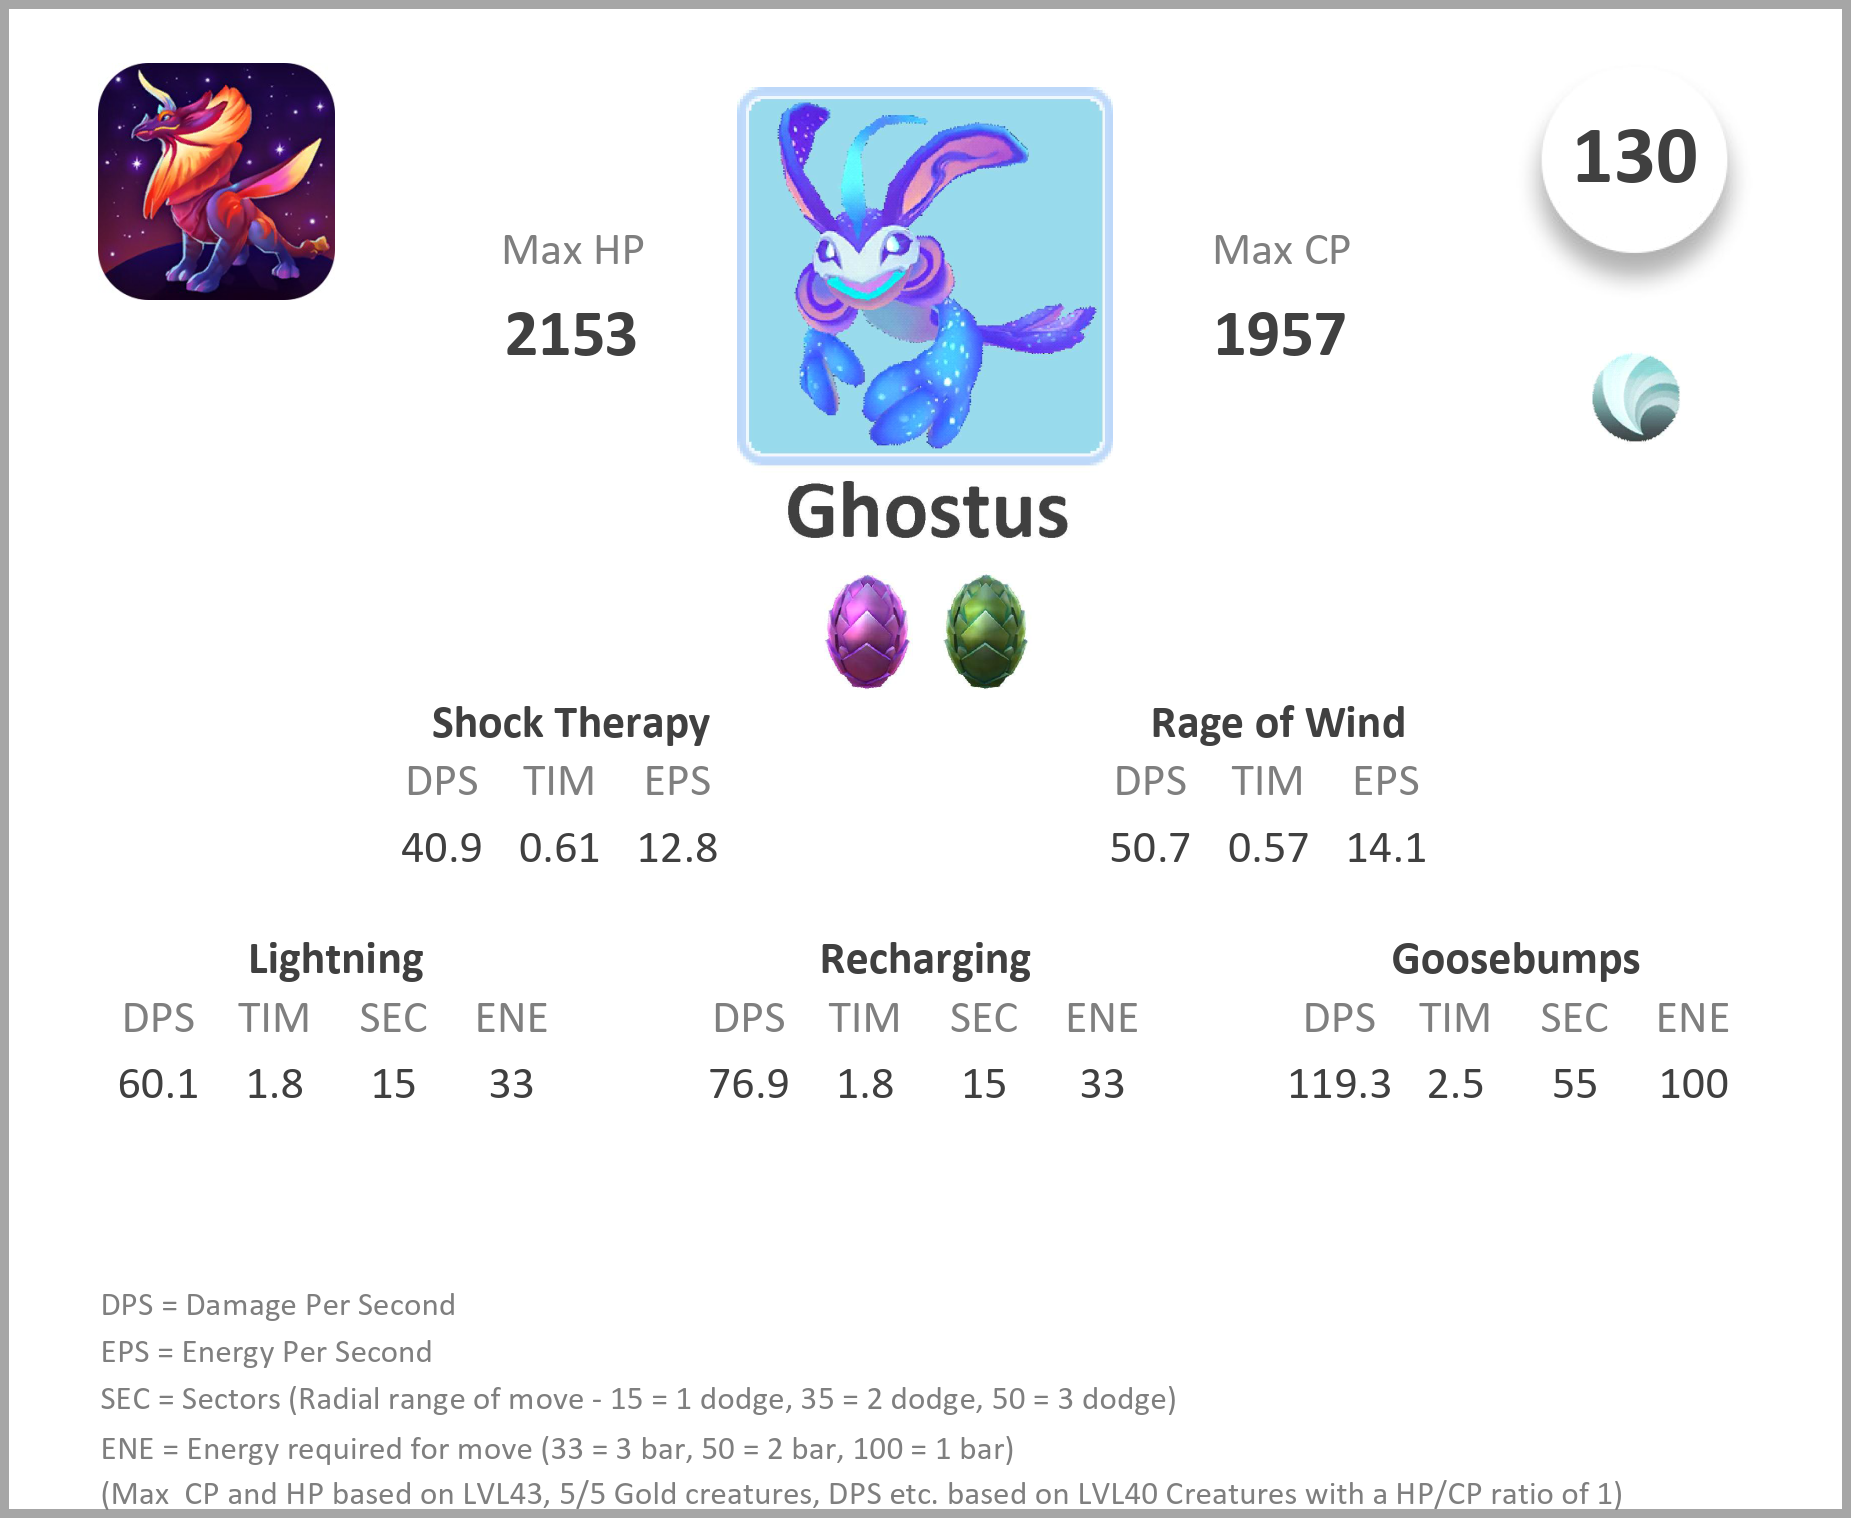 130
Max HP
Max CP
2153
1957
Ghostus
Shock Therapy
Rage of Wind
DPS TIM EPS
DPS TIM EPS
40.9 0.61 12.8
50.7 0.57 14.1
Lightning
Recharging
Goosebumps
DPS TIM SEC ENE
DPS TIM SEC ENE
DPS TIM SEC ENE
60.1 1.8 15 33
76.9 1.8 15 33
119.3 2.5 55 100
DPS = Damage Per Second
EPS = Energy Per Second
SEC = Sectors (Radial range of move - 15 = 1 dodge, 35 = 2 dodge, 50 = 3 dodge)
ENE = Energy required for move (33 = 3 bar, 50 = 2 bar, 100 = 1 bar)
(Max  CP and HP based on LVL43, 5/5 Gold creatures, DPS etc. based on LVL40 Creatures with a HP/CP ratio of 1)